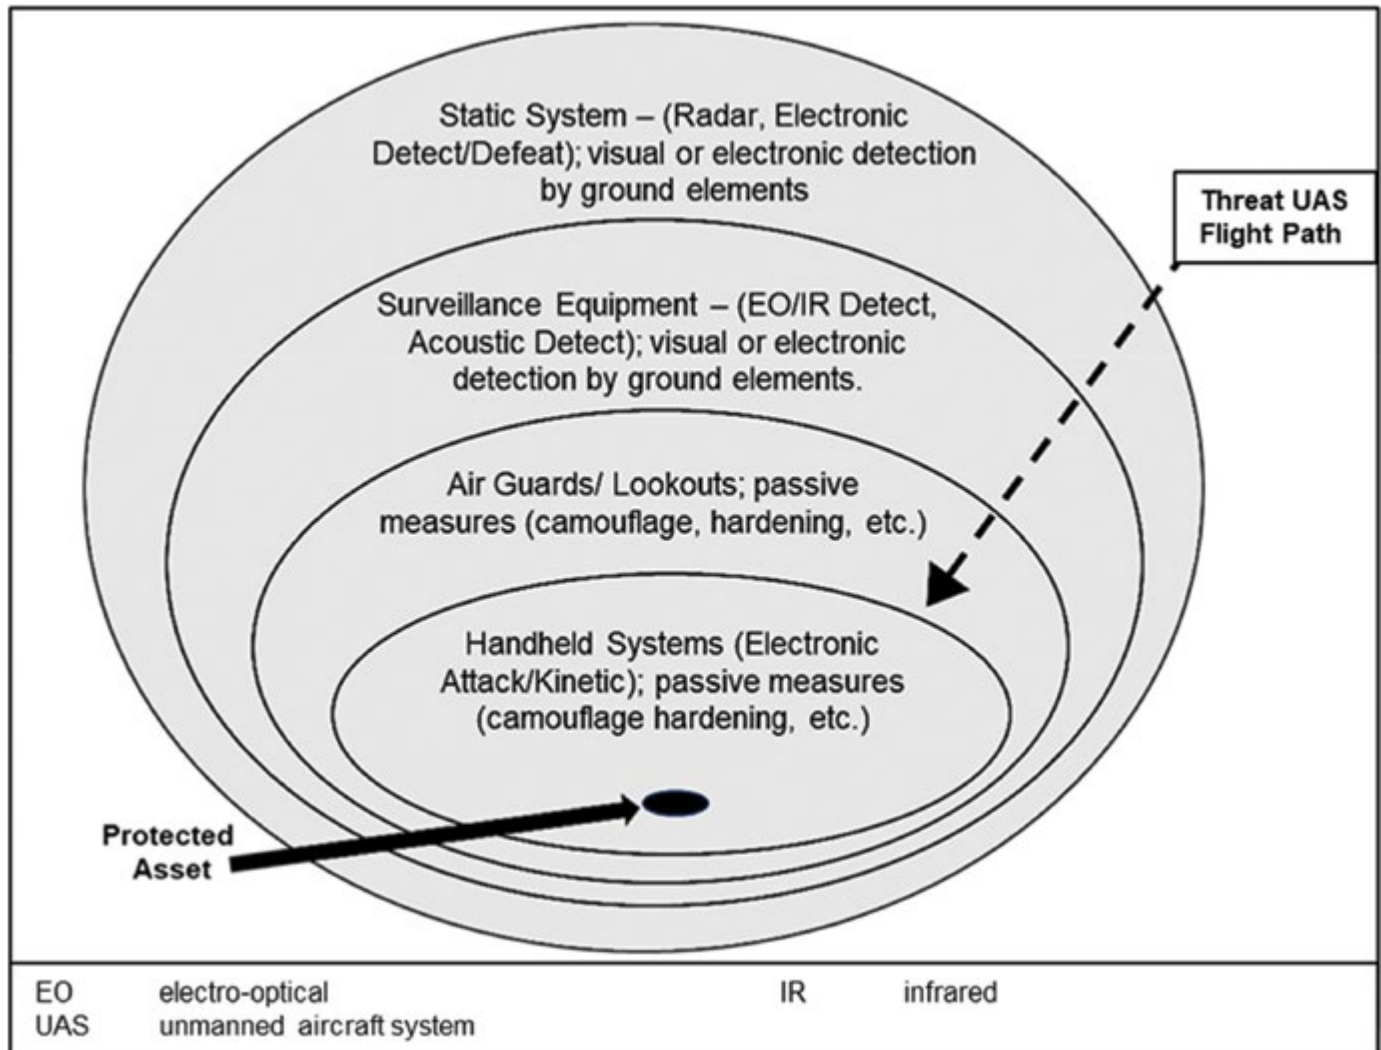 Static System – (Radar, Electronic
Detect/Defeat); visual or electronic detection
by ground elements
Threat UAS
Flight Path
Surveillance Equipment – (EO/IR Detect,
Acoustic Detect); visual or electronic
detection by ground elements.
Air Guards/ Lookouts; passive
measures (camouflage, hardening, etc.)
Handheld Systems (Electronic
Attack/Kinetic); passive measures
(camouflage hardening, etc.)
Protected
Asset
EO electro-optical IR infrared
UAS unmanned aircraft system